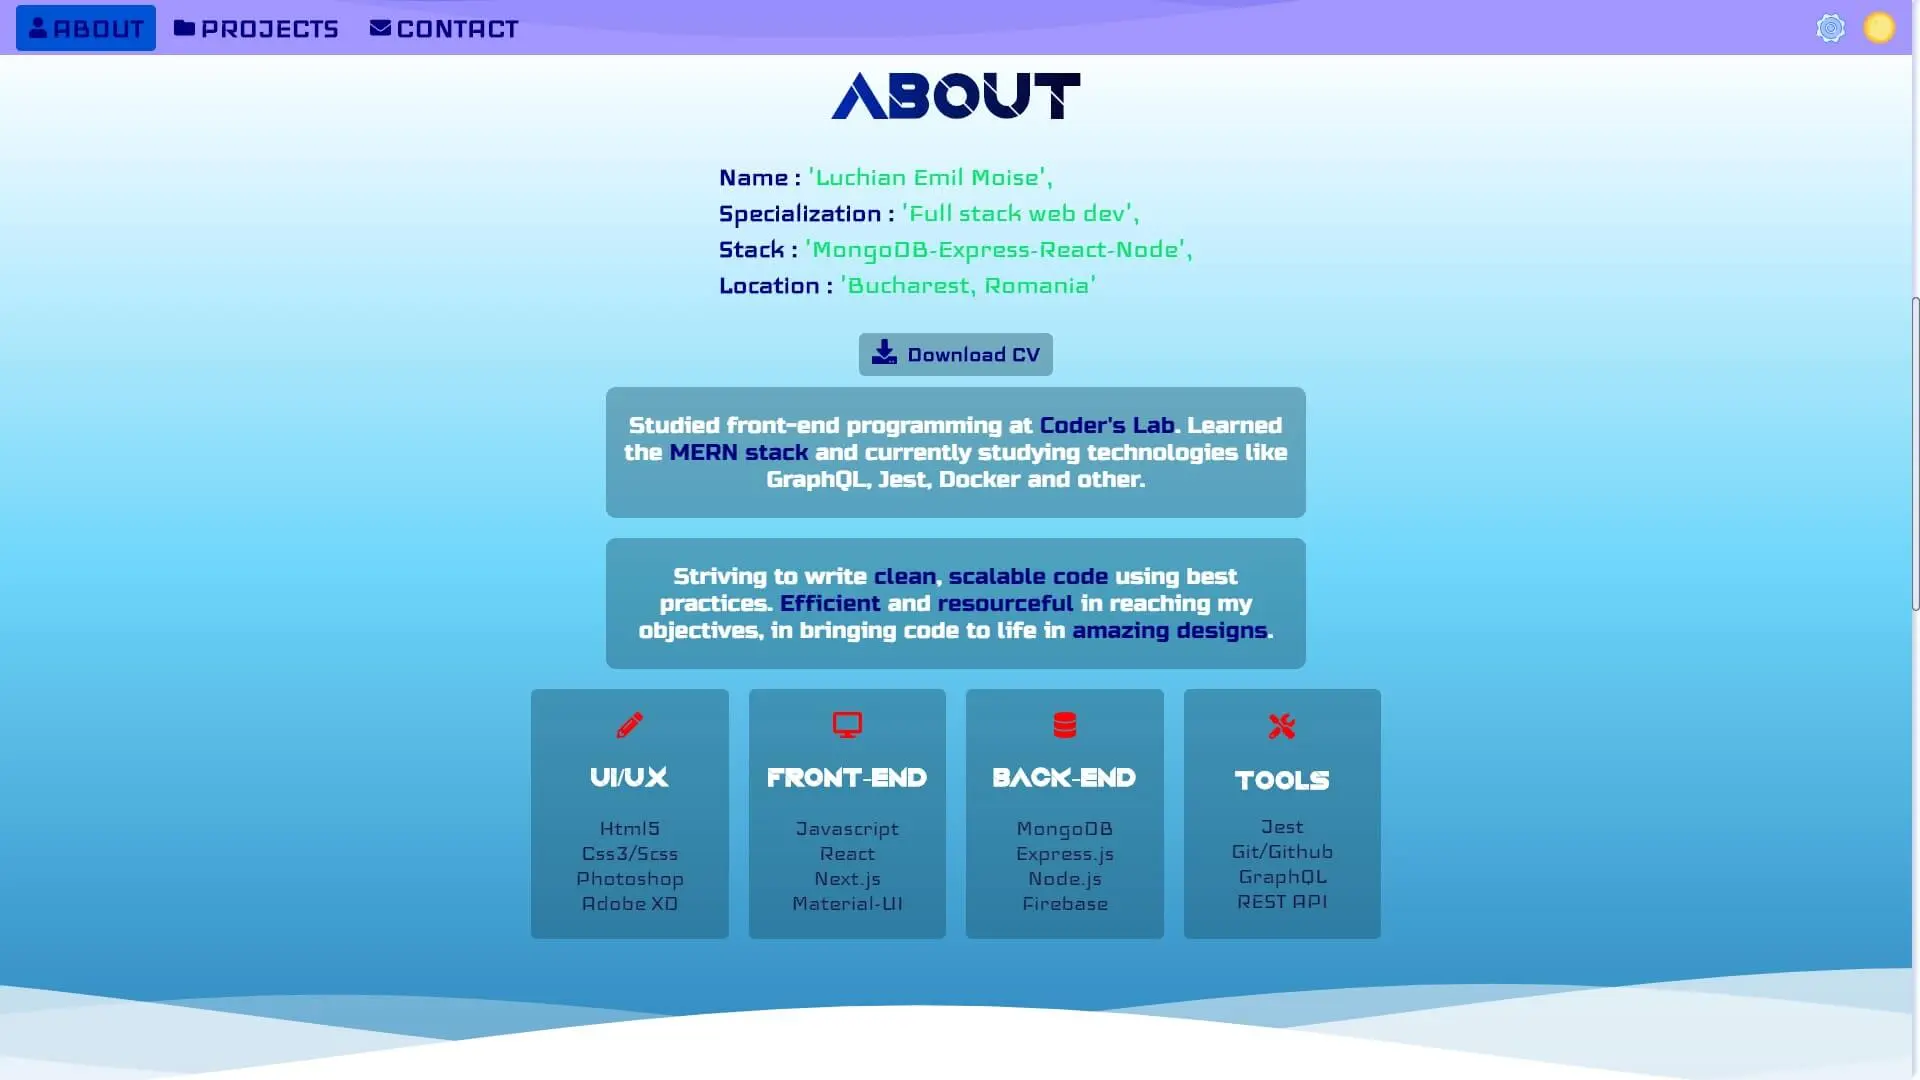 ABOUT PROJECTS CONTACT
ABOUT
Name : 'Luchian Emil Moise',
Specialization : 'Full stack web dev',
Stack : 'MongoDB-Express-React-Node',
Location : 'Bucharest, Romania'
Download CV
Studied front-end programming at Coder's Lab. Learned
the MERN stack and currently studying technologies like
GraphQL, Jest, Docker and other.
Striving to write clean, scalable code using best
practices. Efficient and resourceful in reaching my
objectives, in bringing code to life in amazing designs.
UI/UX
Html5
Css3/Scss
Photoshop
Adobe XD
FRONT-END
Javascript
React
Next.js
Material-UI
BACK-END
MongoDB
Express.js
Node.js
Firebase
TOOLS
Jest
Git/Github
GraphQL
REST API